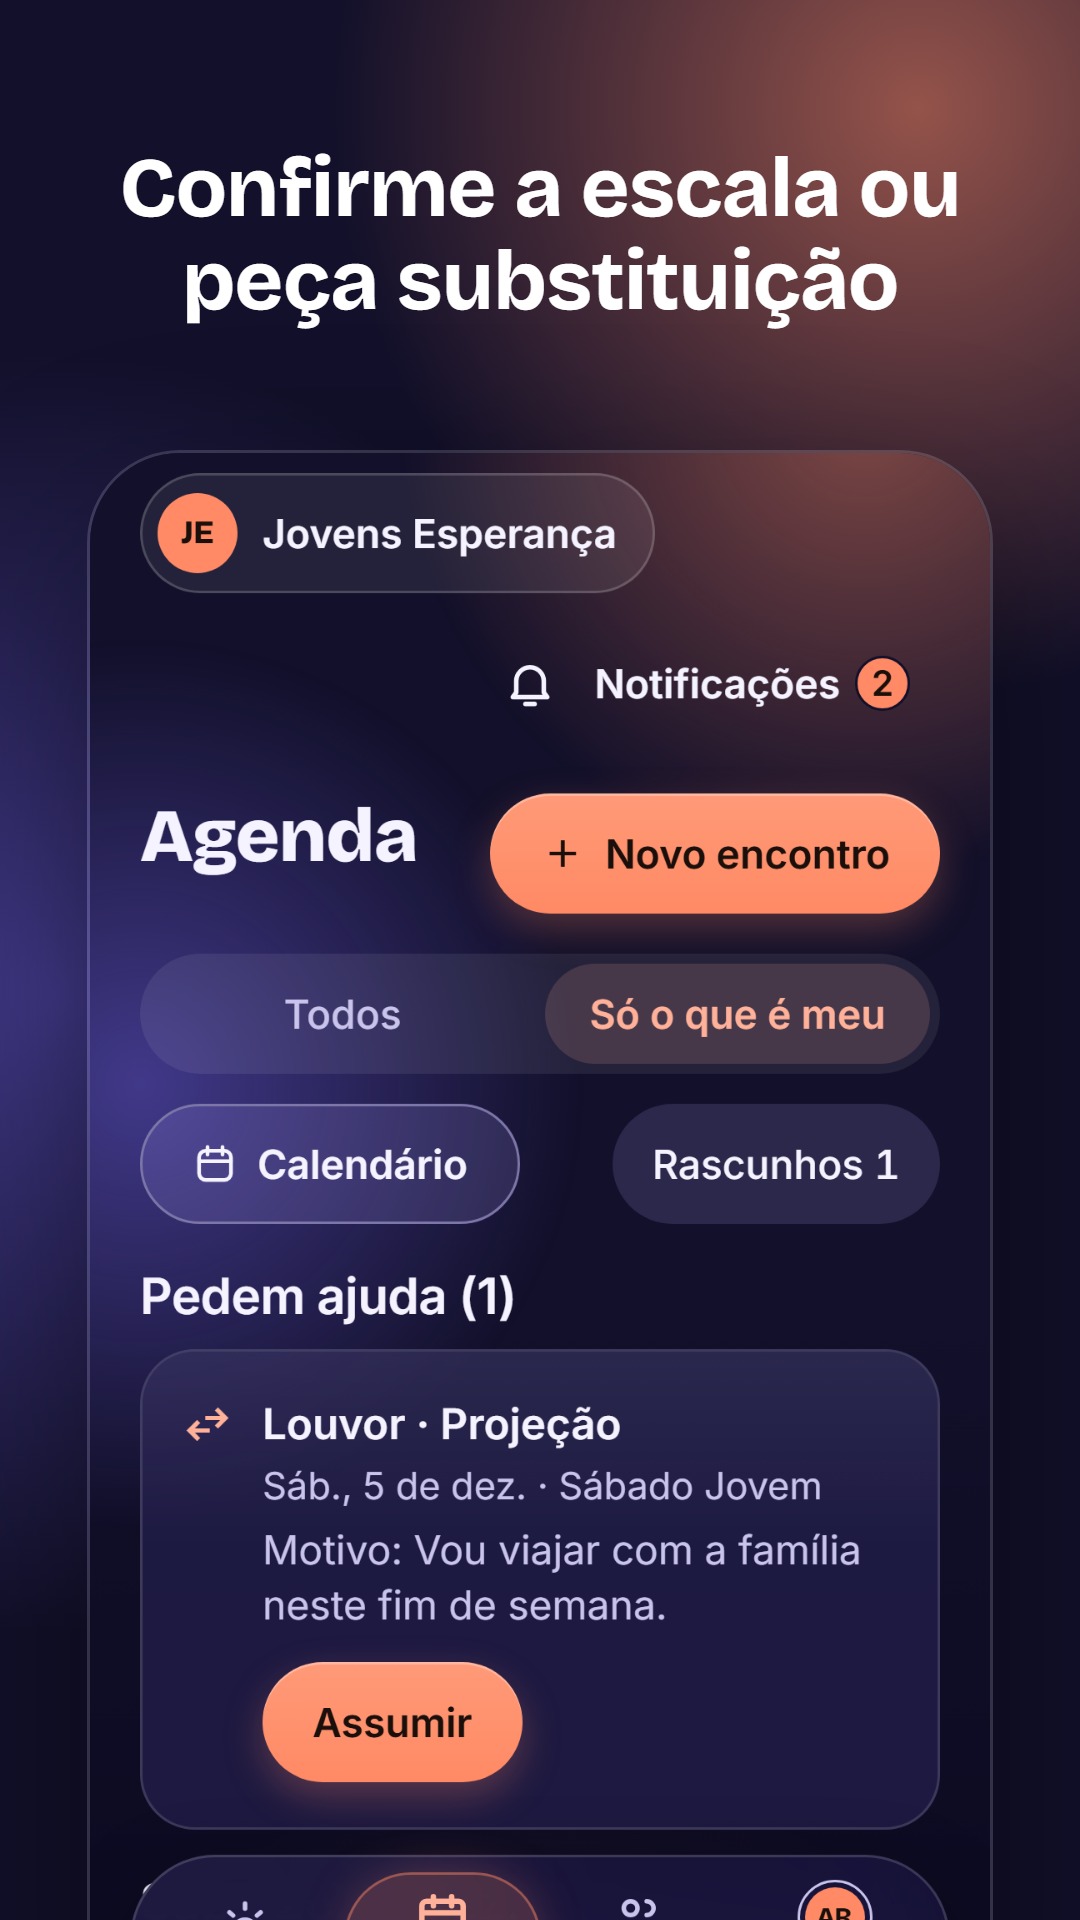 Confirme a escala ou
peça substituição
JE Jovens Esperança
Notificações 2
Agenda
+ Novo encontro
Todos
Só o que é meu
Calendário
Rascunhos 1
Pedem ajuda (1)
Louvor · Projeção
Sáb., 5 de dez. · Sábado Jovem
Motivo: Vou viajar com a família
neste fim de semana.
Assumir
AR